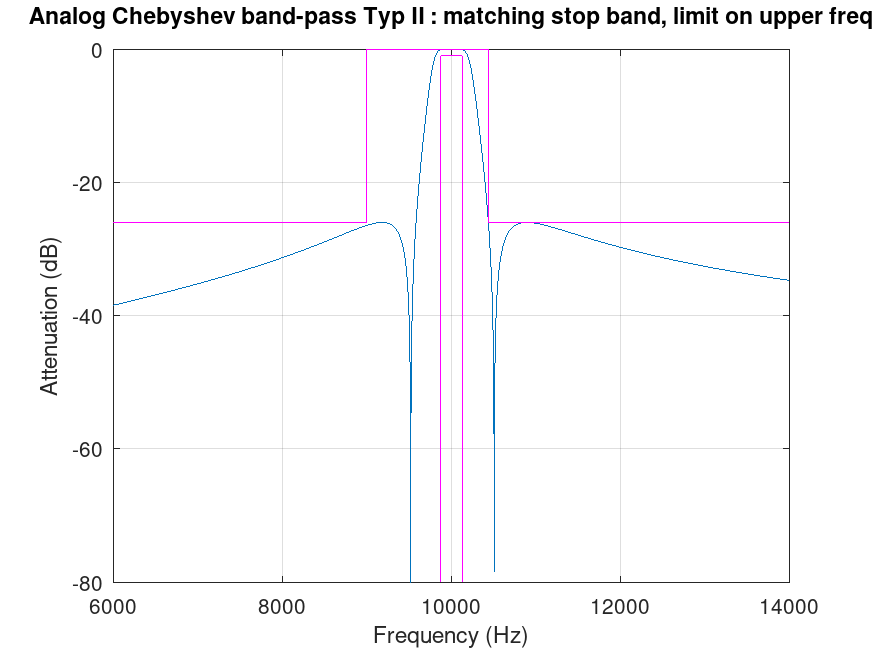 Analog Chebyshev band-pass Typ II : matching stop band, limit on upper freq
0
-20
-40
-60
-80
6000 8000 10000 12000 14000
Attenuation (dB)
Frequency (Hz)